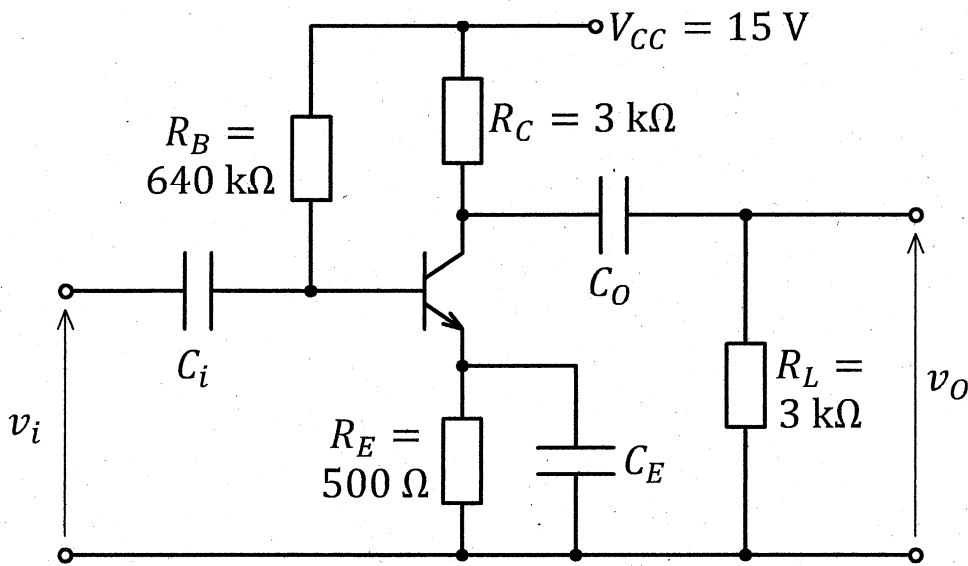 V_CC = 15 V
R_B =
640 kΩ
R_C = 3 kΩ
C_O
C_i
v_i
R_E =
500 Ω
C_E
R_L =
3 kΩ
v_O